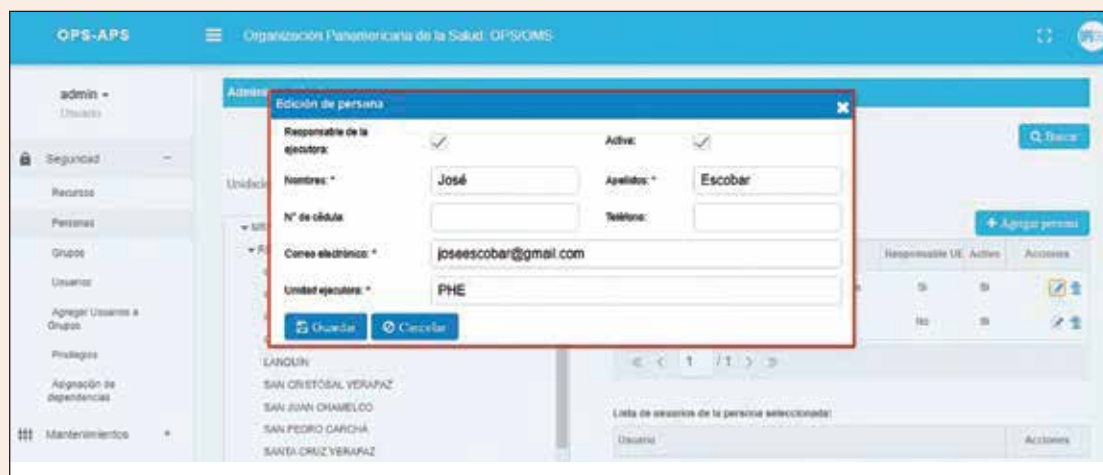 OPS-APS
Organización Panamericana de la Salud: OPS/OMS
admin
Usuario
Seguridad
Recursos
Personas
Grupos
Usuarios
Agregar Usuarios a
Grupos
Privilegios
Asignación de
dependencias
Mantenimientos
Buscar
Agregar persona
Responsable UE Activo Acciones
Si Si
No Si
Edición de persona
Responsable de la
ejecutora:
Activa:
Nombres: * José
Apellidos: * Escobar
N° de cédula:
Teléfono:
Correo electrónico: * joseescobar@gmail.com
Unidad ejecutora: * PHE
Guardar Cancelar
LANQUÍN
SAN CRISTÓBAL VERAPAZ
SAN JUAN CHAMELCO
SAN PEDRO CARCHÁ
SANTA CRUZ VERAPAZ
1 / 1
Lista de usuarios de la persona seleccionada:
Usuario Acciones